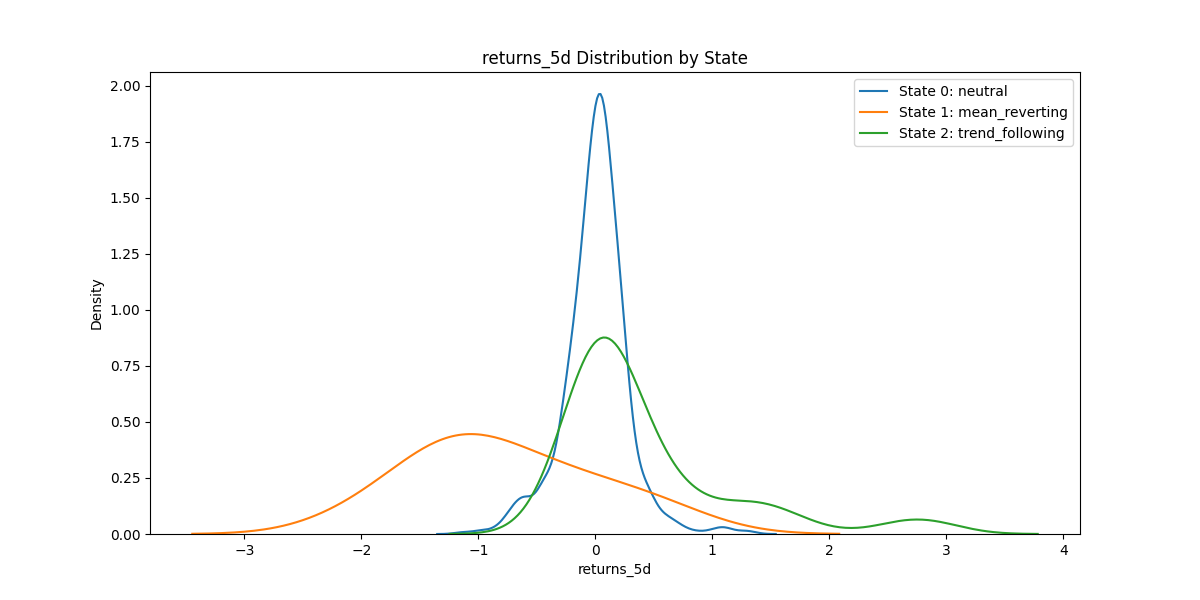 returns_5d Distribution by State
State 0: neutral
State 1: mean_reverting
State 2: trend_following
Density
2.00
1.75
1.50
1.25
1.00
0.75
0.50
0.25
0.00
−3 −2 −1 0 1 2 3 4
returns_5d